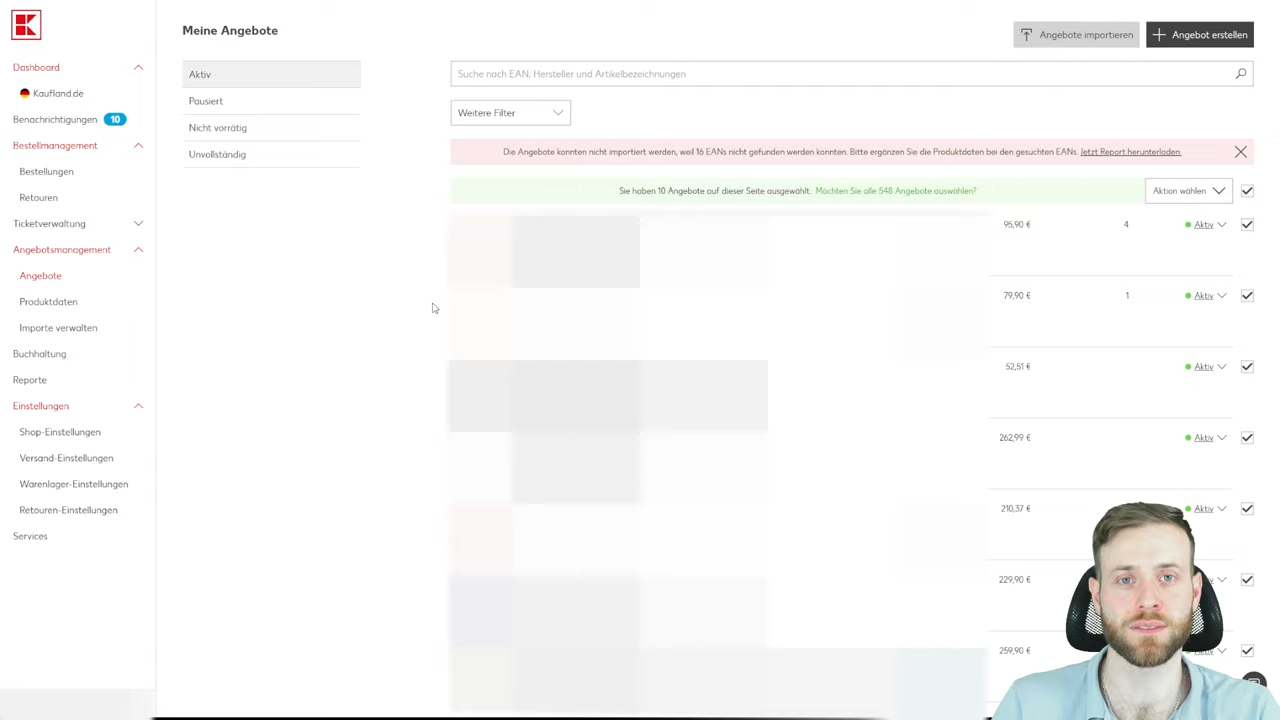 Dashboard
Kaufland.de
Benachrichtigungen 10
Bestellmanagement
Bestellungen
Retouren
Ticketverwaltung
Angebotsmanagement
Angebote
Produktdaten
Importe verwalten
Buchhaltung
Reporte
Einstellungen
Shop-Einstellungen
Versand-Einstellungen
Warenlager-Einstellungen
Retouren-Einstellungen
Services
Meine Angebote
Angebote importieren
Angebot erstellen
Aktiv
Pausiert
Nicht vorrätig
Unvollständig
Suche nach EAN, Hersteller und Artikelbezeichnungen
Weitere Filter
Die Angebote konnten nicht importiert werden, weil 16 EANs nicht gefunden werden konnten. Bitte ergänzen Sie die Produktdaten bei den gesuchten EANs. Jetzt Report herunterladen.
Sie haben 10 Angebote auf dieser Seite ausgewählt. Möchten Sie alle 548 Angebote auswählen?
Aktion wählen
95,90 € 4 Aktiv
79,90 € 1 Aktiv
52,51 € Aktiv
262,99 € Aktiv
210,37 € Aktiv
229,90 €
259,90 €